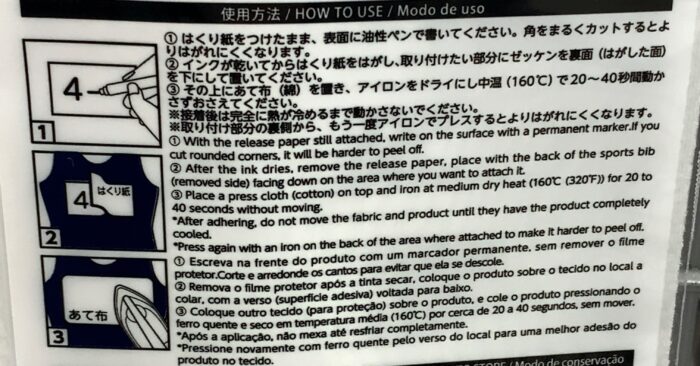 使用方法 / HOW TO USE / Modo de uso
①はくり紙をつけたまま、表面に油性ペンで書いてください。角をまるくカットするとよ
りはがれにくくなります。
②インクが乾いてからはくり紙をはがし、取り付けたい部分にゼッケンを裏面（はがした面）
を下にして置いてください。
③その上にあて布（綿）を置き、アイロンをドライにし中温（160℃）で20〜40秒間動か
さずおさえてください。
※接着後は完全に熱が冷めるまで動かさないでください。
※取り付け部分の裏側から、もう一度アイロンでプレスするとよりはがれにくくなります。
① With the release paper still attached, write on the surface with a permanent marker.If you
cut rounded corners, it will be harder to peel off.
② After the ink dries, remove the release paper, place with the back of the sports bib
(removed side) facing down on the area where you want to attach it.
③ Place a press cloth (cotton) on top and iron at medium dry heat (160℃ (320℉)) for 20 to
40 seconds without moving.
*After adhering, do not move the fabric and product until they have the product completely
cooled.
*Press again with an iron on the back of the area where attached to make it harder to peel off.
① Escreva na frente do produto com um marcador permanente. sem remover o filme
protetor.Corte e arredonde os cantos para evitar que ela se descole.
② Remova o filme protetor após a tinta secar, coloque o produto sobre o tecido no local a
colar, com a verso (superfície adesiva) voltada para baixo.
③ Coloque outro tecido (para proteção) sobre o produto, e cole o produto pressionando o
ferro quente e seco em temperatura média (160℃) por cerca de 20 a 40 segundos, sem mover.
*Após a aplicação, não mexa até resfriar completamente.
*Pressione novamente com ferro quente pelo verso do local para uma melhor adesão do
produto no tecido.
4
1
4
はくり紙
2
あて布
3
STORE / Modo de conservação